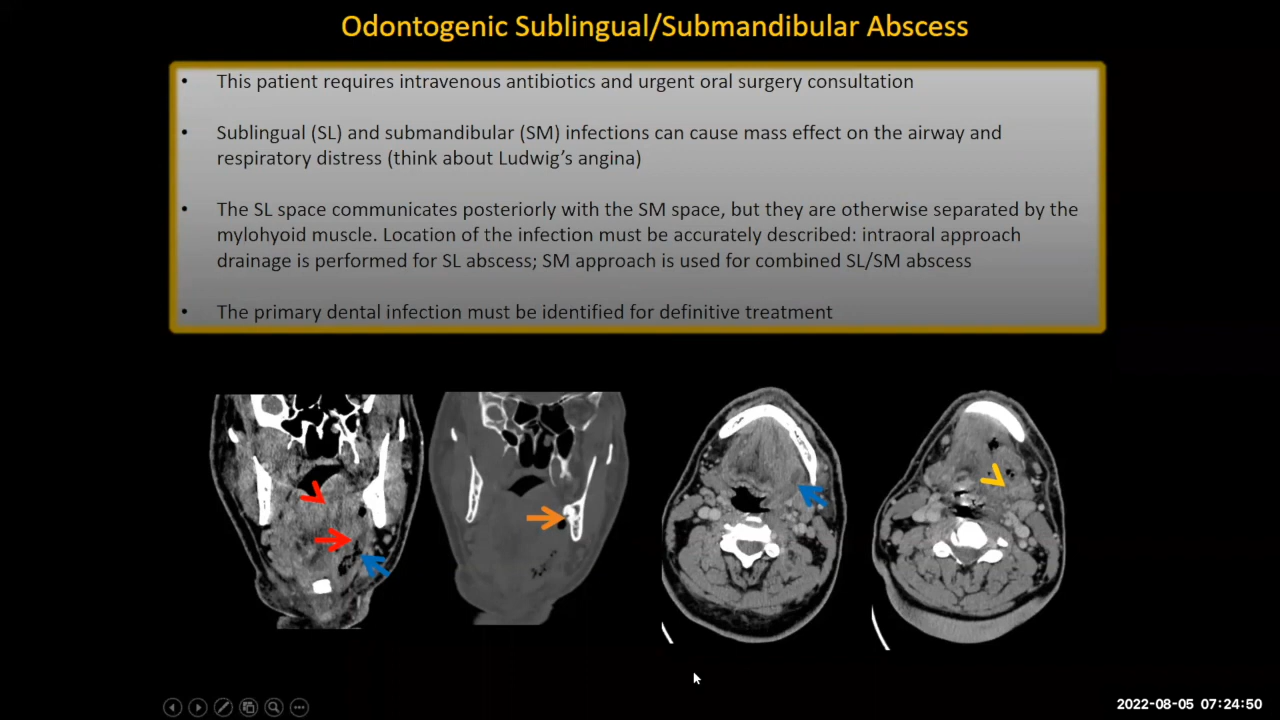 Odontogenic Sublingual/Submandibular Abscess
• This patient requires intravenous antibiotics and urgent oral surgery consultation
• Sublingual (SL) and submandibular (SM) infections can cause mass effect on the airway and
respiratory distress (think about Ludwig’s angina)
• The SL space communicates posteriorly with the SM space, but they are otherwise separated by the
mylohyoid muscle. Location of the infection must be accurately described: intraoral approach
drainage is performed for SL abscess; SM approach is used for combined SL/SM abscess
• The primary dental infection must be identified for definitive treatment
2022-08-05 07:24:50